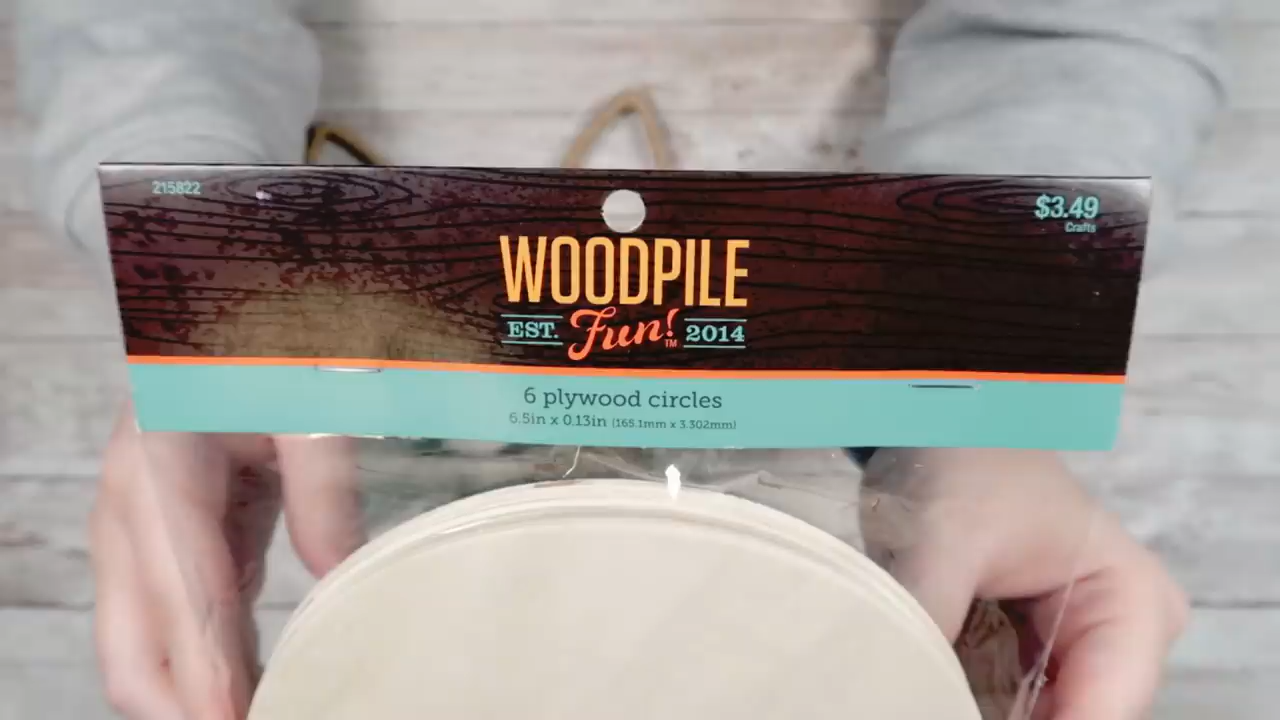 215822
$3.49
Crafts
WOODPILE
EST. Fun!™ 2014
6 plywood circles
6.5in x 0.13in (165.1mm x 3.302mm)